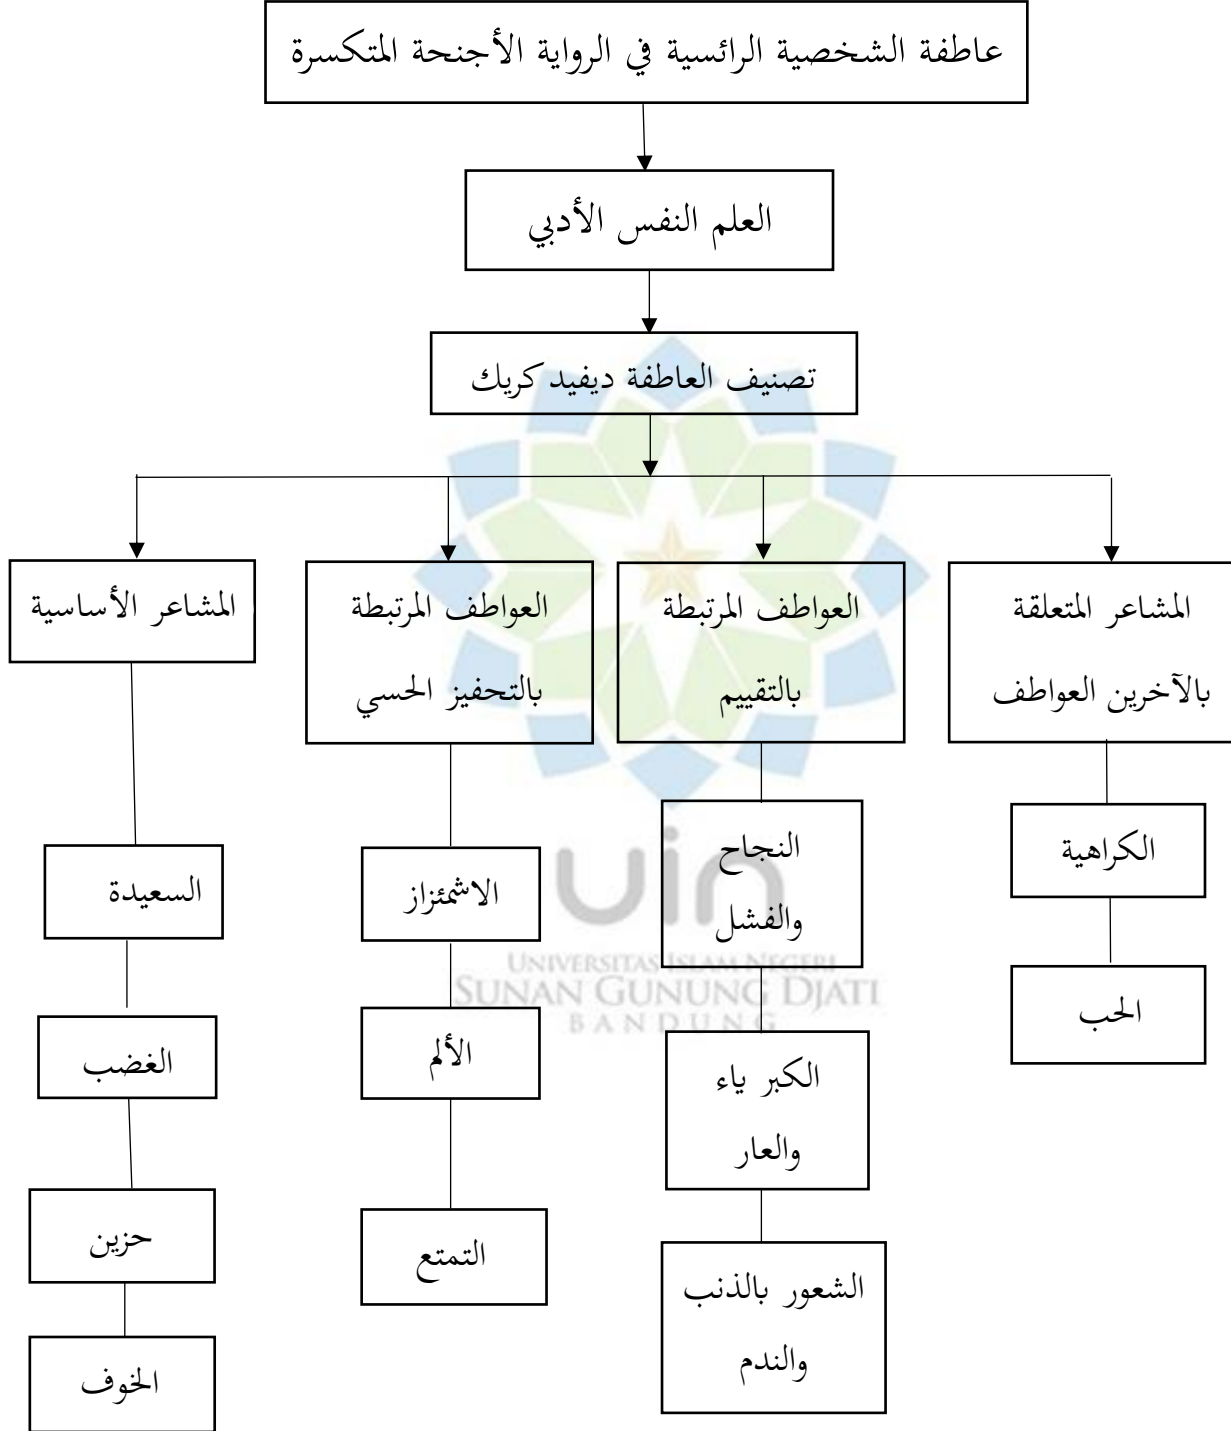 عاطفة الشخصية الرائسية في الرواية الأجنحة المتكسرة
العلم النفس الأدبي
تصنيف العاطفة ديفيد كريك
المشاعر المتعلقة
بالآخرين العواطف
الكراهية
الحب
العواطف المرتبطة
بالتقييم
النجاح
والفشل
الكبر ياء
والعار
الشعور بالذنب
والندم
العواطف المرتبطة
بالتحفيز الحسي
الاشمئزاز
الألم
التمتع
المشاعر الأساسية
السعيدة
الغضب
حزين
الخوف
uin
UNIVERSITAS ISLAM NEGERI
SUNAN GUNUNG DJATI
BANDUNG